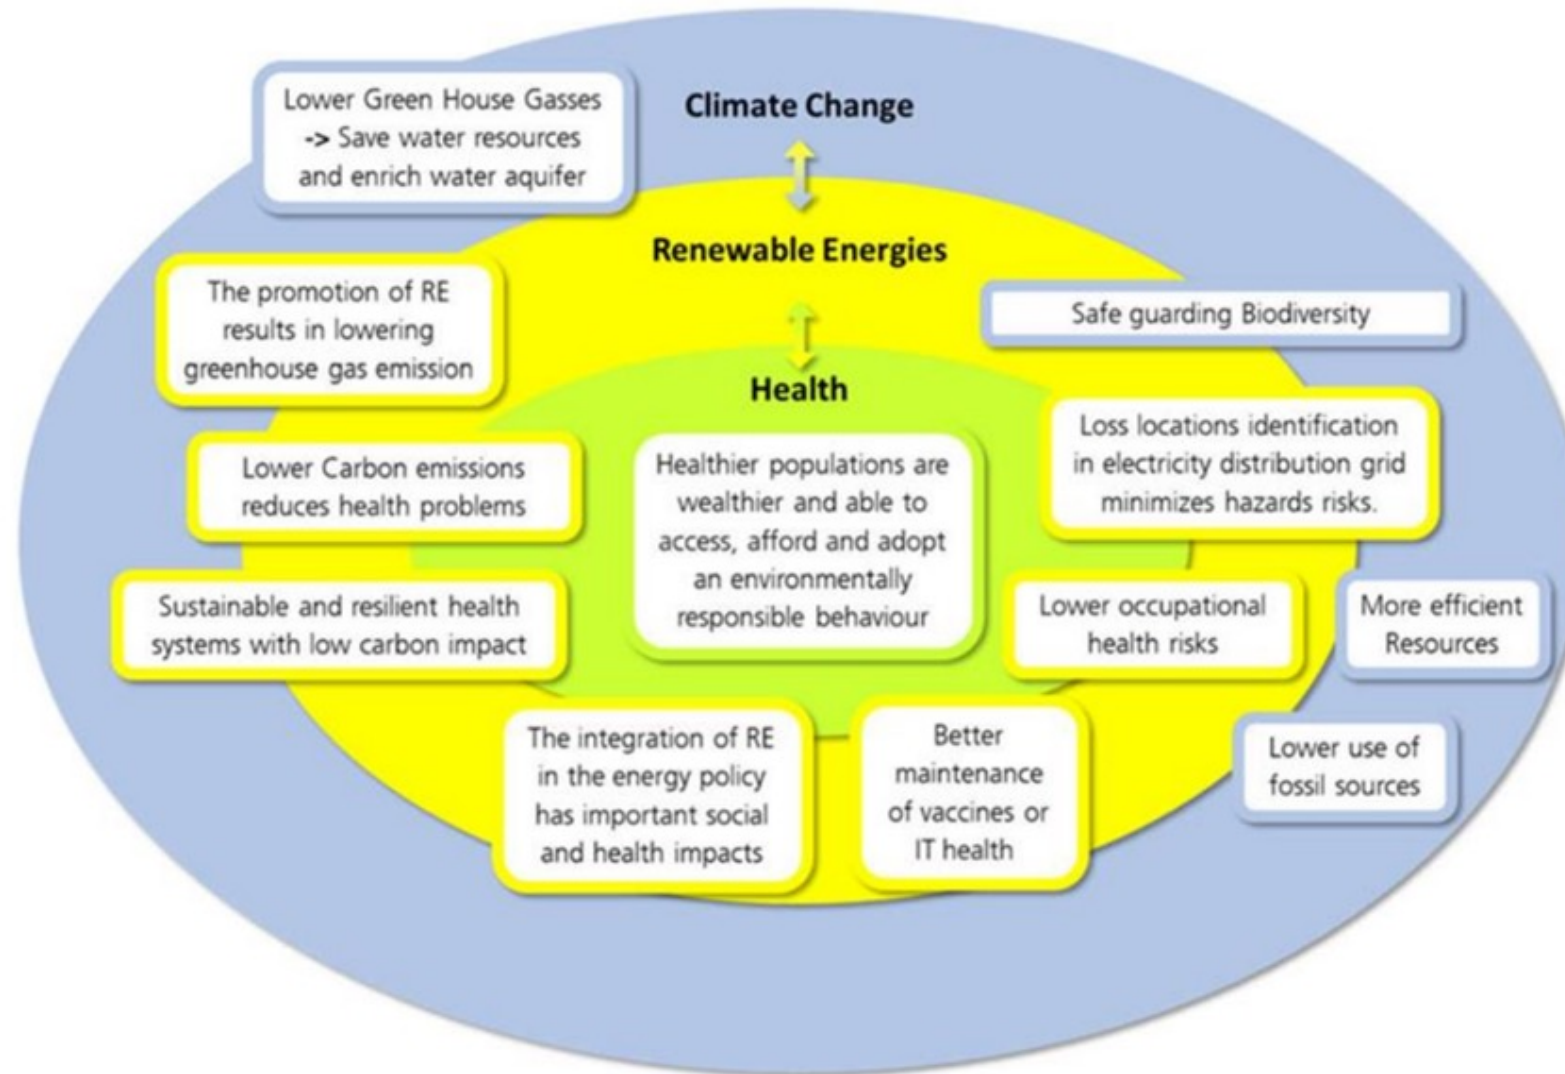 Climate Change
Lower Green House Gasses
-> Save water resources
and enrich water aquifer
Renewable Energies
The promotion of RE
results in lowering
greenhouse gas emission
Safe guarding Biodiversity
Health
Lower Carbon emissions
reduces health problems
Healthier populations are
wealthier and able to
access, afford and adopt
an environmentally
responsible behaviour
Loss locations identification
in electricity distribution grid
minimizes hazards risks.
Sustainable and resilient health
systems with low carbon impact
Lower occupational
health risks
More efficient
Resources
The integration of RE
in the energy policy
has important social
and health impacts
Better
maintenance
of vaccines or
IT health
Lower use of
fossil sources